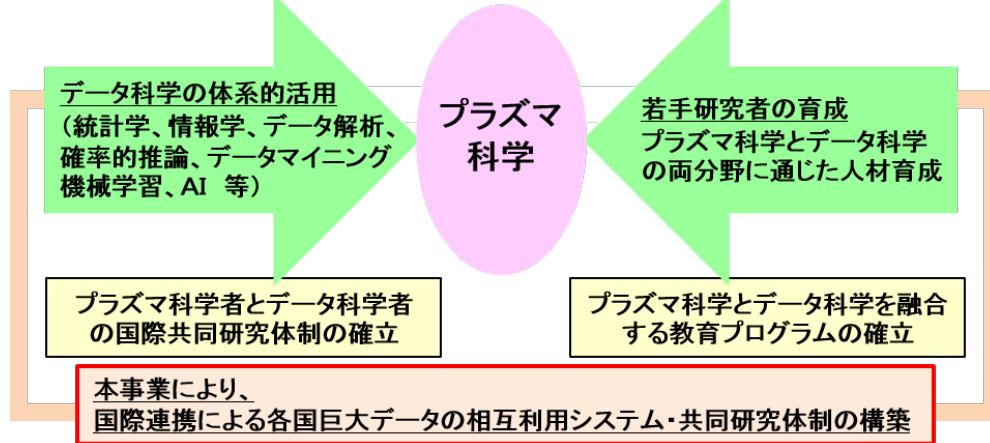 データ科学の体系的活用
（統計学、情報学、データ解析、
確率的推論、データマイニング
機械学習、AI 等）
プラズマ
科学
若手研究者の育成
プラズマ科学とデータ科学
の両分野に通じた人材育成
プラズマ科学者とデータ科学者
の国際共同研究体制の確立
プラズマ科学とデータ科学を融合
する教育プログラムの確立
本事業により、
国際連携による各国巨大データの相互利用システム・共同研究体制の構築